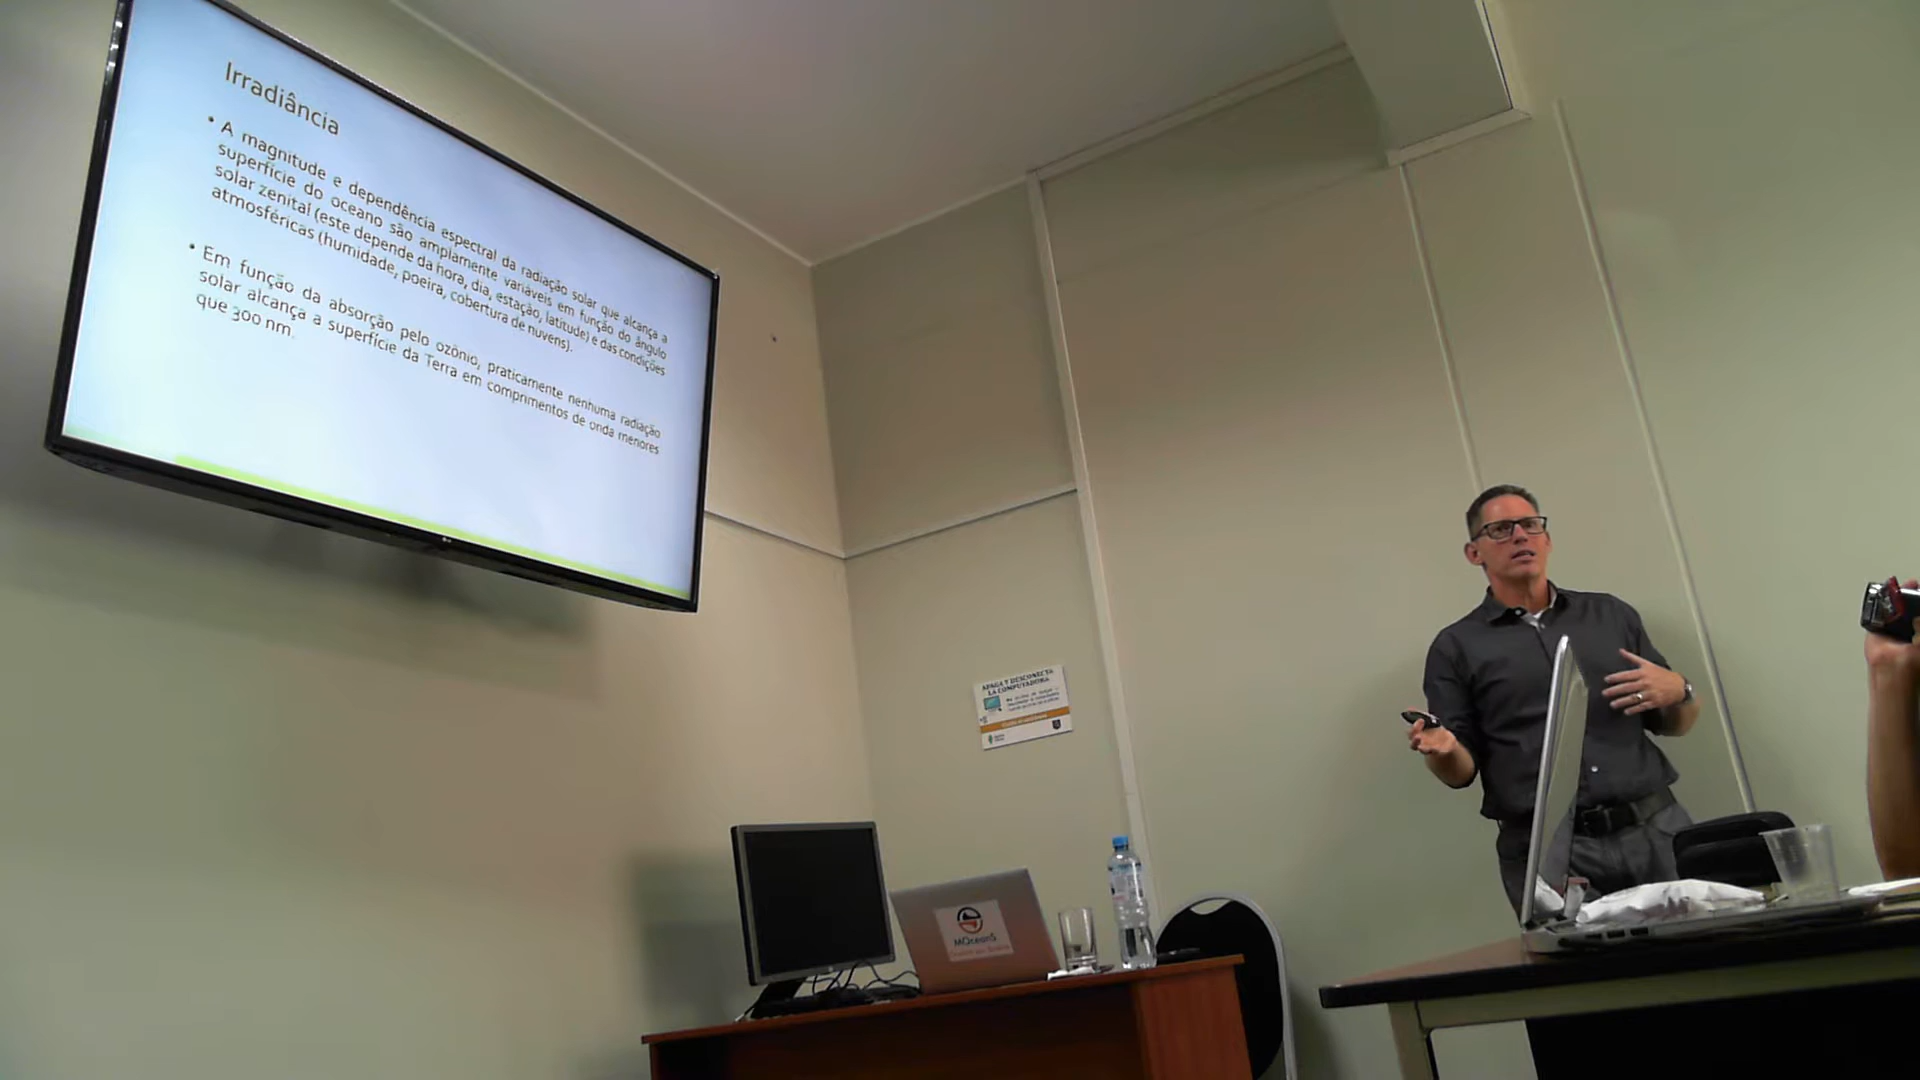 Irradiância
• A magnitude e dependência espectral da radiação solar que alcança a
superfície do oceano são amplamente variáveis em função do ângulo
solar zenital (este depende da hora, dia, estação, latitude) e das condições
atmosféricas (humidade, poeira, cobertura de nuvens).
• Em função da absorção pelo ozônio, praticamente nenhuma radiação
solar alcança a superfície da Terra em comprimentos de onda menores
que 300 nm.
LG
APAGA Y DESCONECTA
LA COMPUTADORA
MOceanS